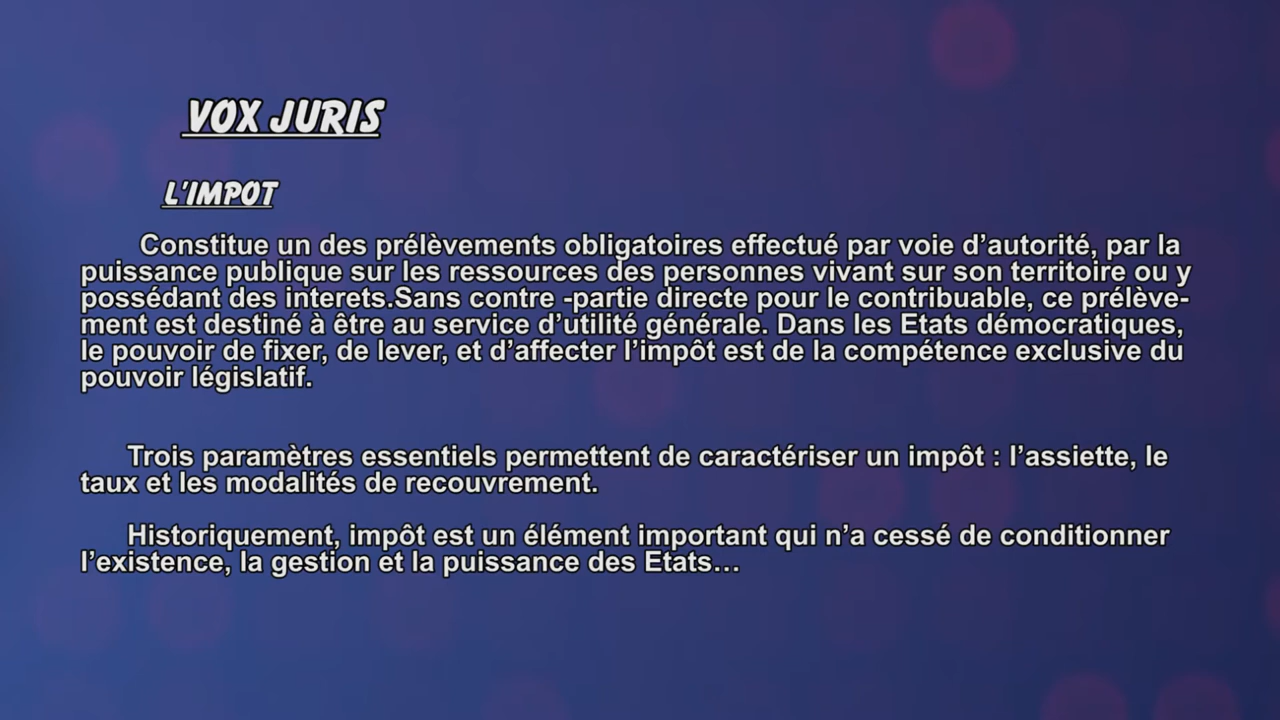 VOX JURIS
L'IMPOT
Constitue un des prélèvements obligatoires effectué par voie d’autorité, par la
puissance publique sur les ressources des personnes vivant sur son territoire ou y
possédant des interets.Sans contre -partie directe pour le contribuable, ce prélève-
ment est destiné à être au service d’utilité générale. Dans les Etats démocratiques,
le pouvoir de fixer, de lever, et d’affecter l’impôt est de la compétence exclusive du
pouvoir législatif.
Trois paramètres essentiels permettent de caractériser un impôt : l’assiette, le
taux et les modalités de recouvrement.
Historiquement, impôt est un élément important qui n’a cessé de conditionner
l’existence, la gestion et la puissance des Etats…